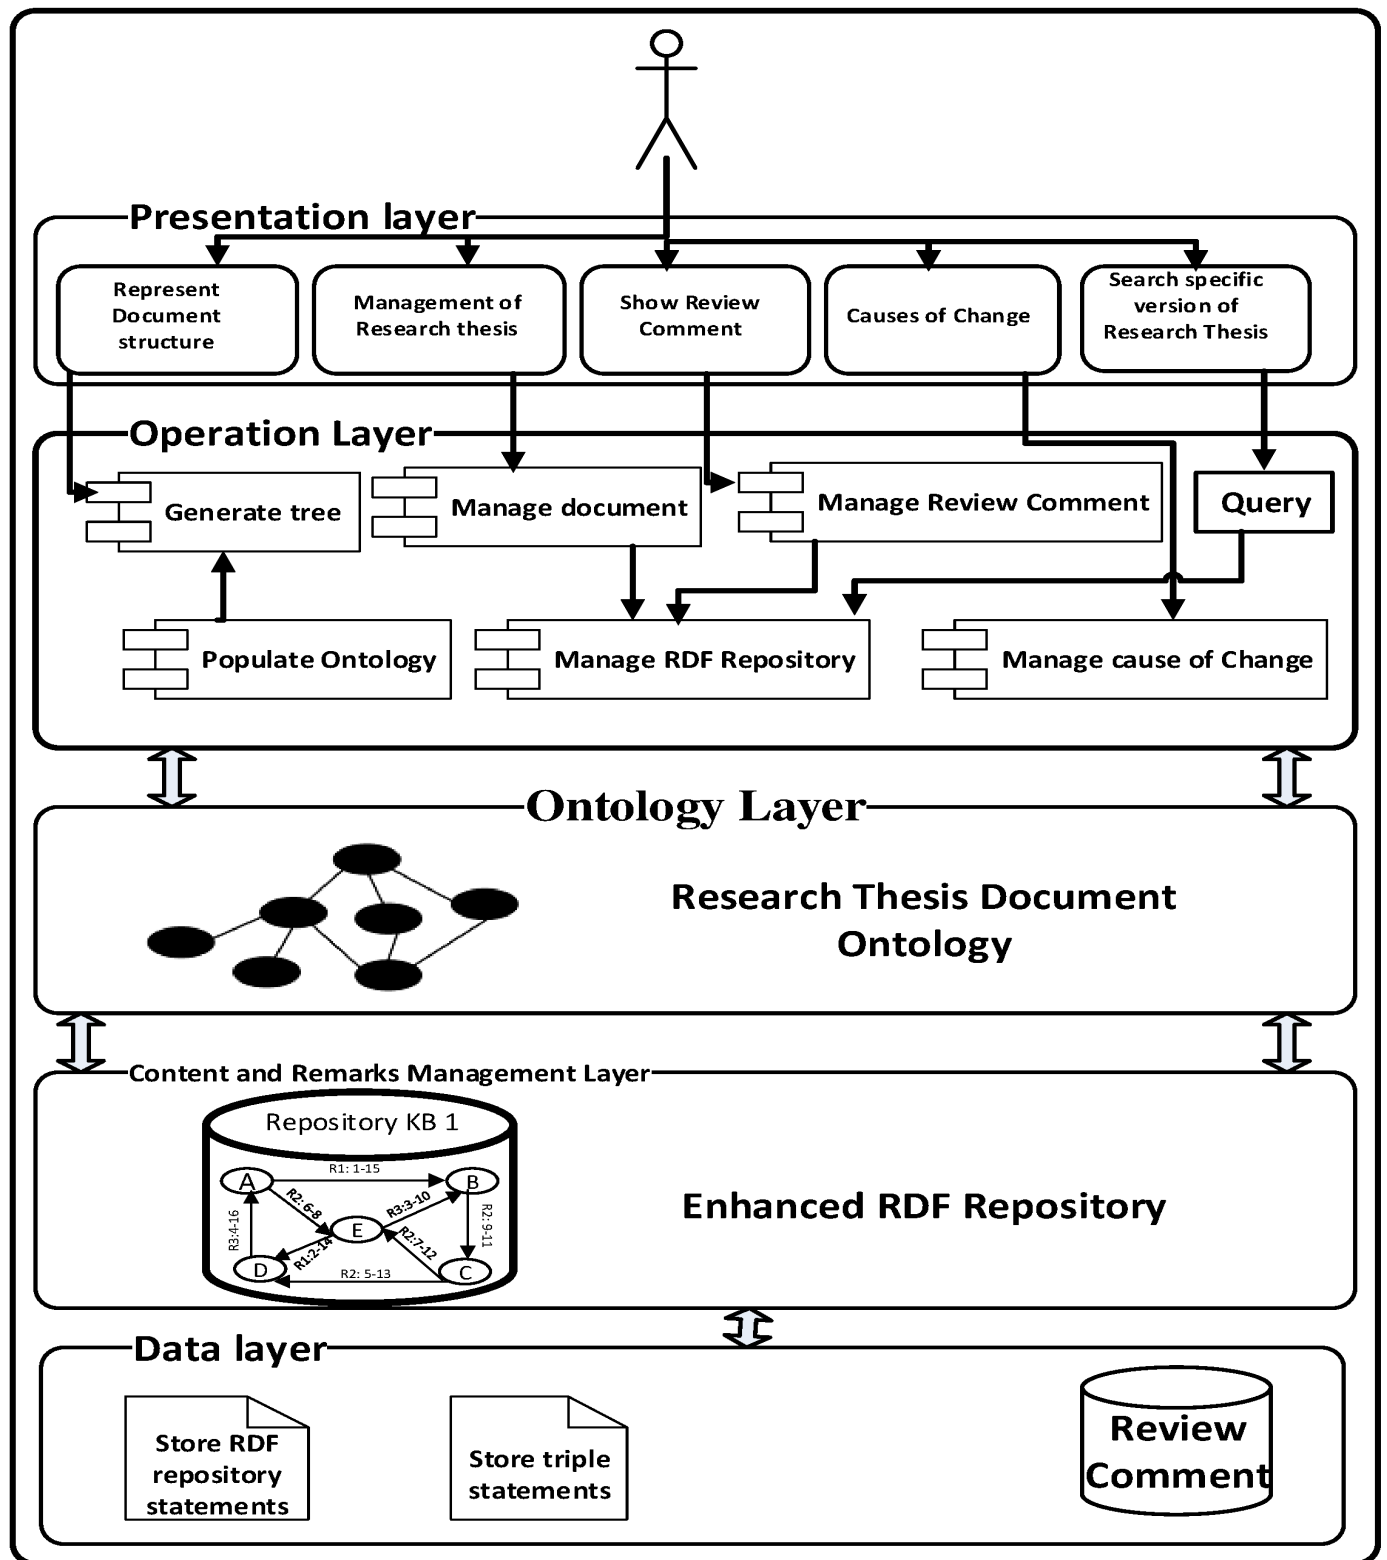 Presentation layer
Represent
Document
structure
Management of
Research thesis
Show Review
Comment
Causes of Change
Search specific
version of
Research Thesis
Operation Layer
Generate tree
Manage document
Manage Review Comment
Query
Populate Ontology
Manage RDF Repository
Manage cause of Change
Ontology Layer
Research Thesis Document
Ontology
Content and Remarks Management Layer
Repository KB 1
R1: 1-15
A
B
R2: 6-8
R3:3-10
R3:4-16
R2: 9-11
E
R1:2-14
R2:7-12
D
R2: 5-13
C
Enhanced RDF Repository
Data layer
Store RDF
repository
statements
Store triple
statements
Review
Comment